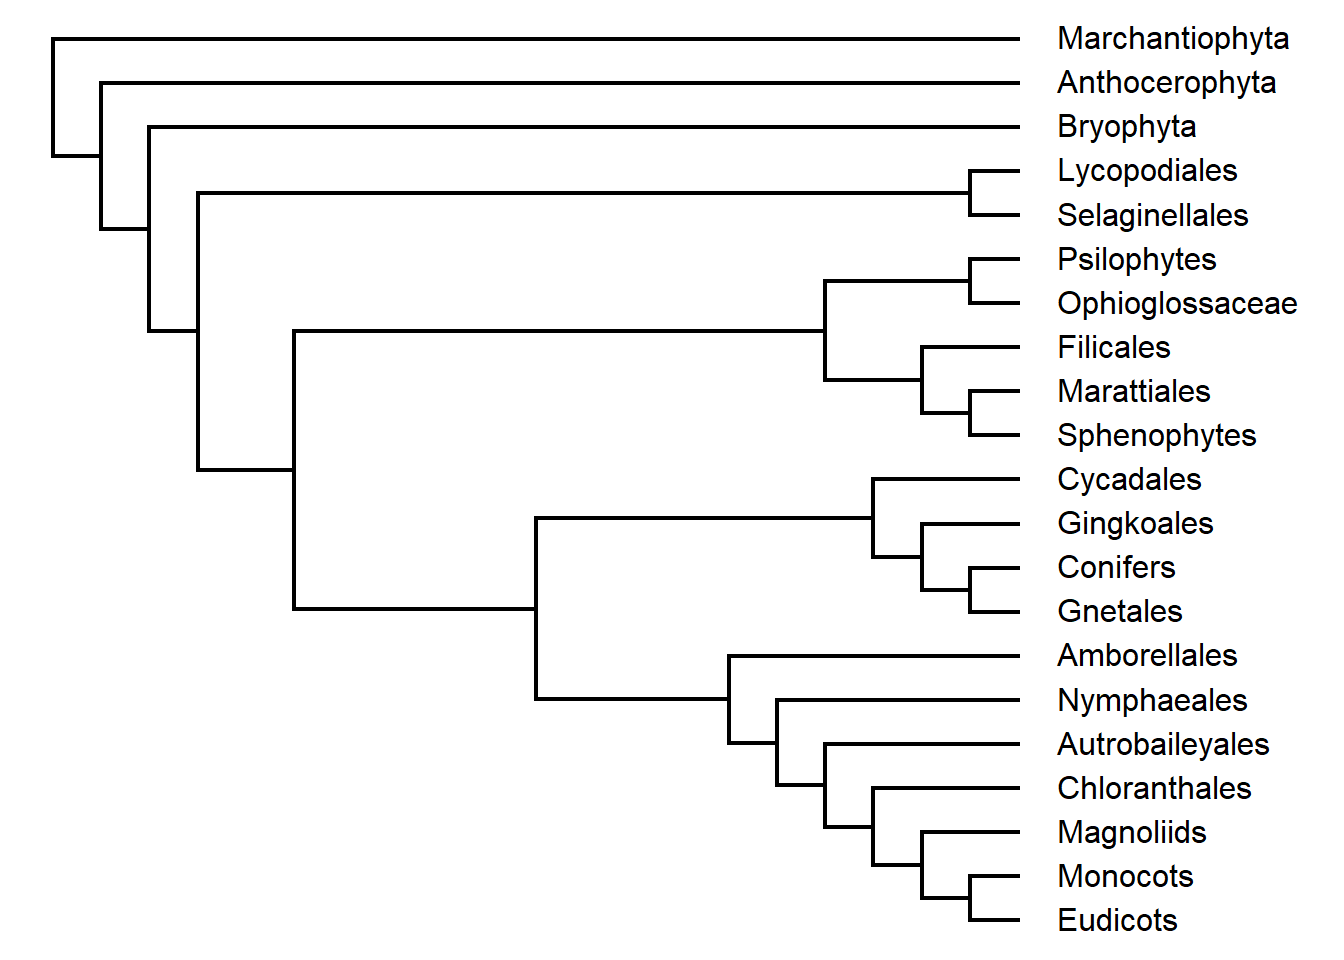 Marchantiophyta
Anthocerophyta
Bryophyta
Lycopodiales
Selaginellales
Psilophytes
Ophioglossaceae
Filicales
Marattiales
Sphenophytes
Cycadales
Gingkoales
Conifers
Gnetales
Amborellales
Nymphaeales
Autrobaileyales
Chloranthales
Magnoliids
Monocots
Eudicots